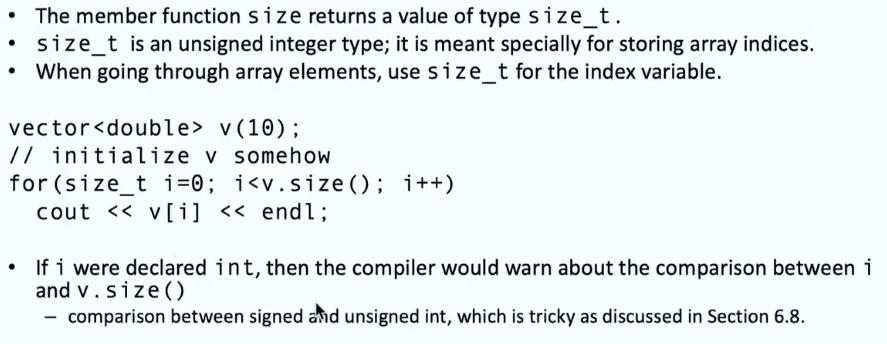 • The member function size returns a value of type size_t.
• size_t is an unsigned integer type; it is meant specially for storing array indices.
• When going through array elements, use size_t for the index variable.
vector<double> v(10);
// initialize v somehow
for(size_t i=0; i<v.size(); i++)
  cout << v[i] << endl;
• If i were declared int, then the compiler would warn about the comparison between i
and v.size()
– comparison between signed and unsigned int, which is tricky as discussed in Section 6.8.